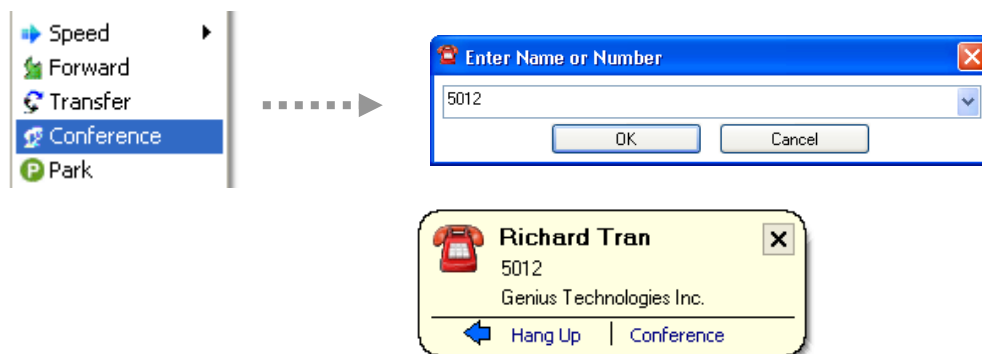 Speed
Forward
Transfer
Conference
P Park
Enter Name or Number
5012
OK Cancel
Richard Tran
5012
Genius Technologies Inc.
Hang Up Conference